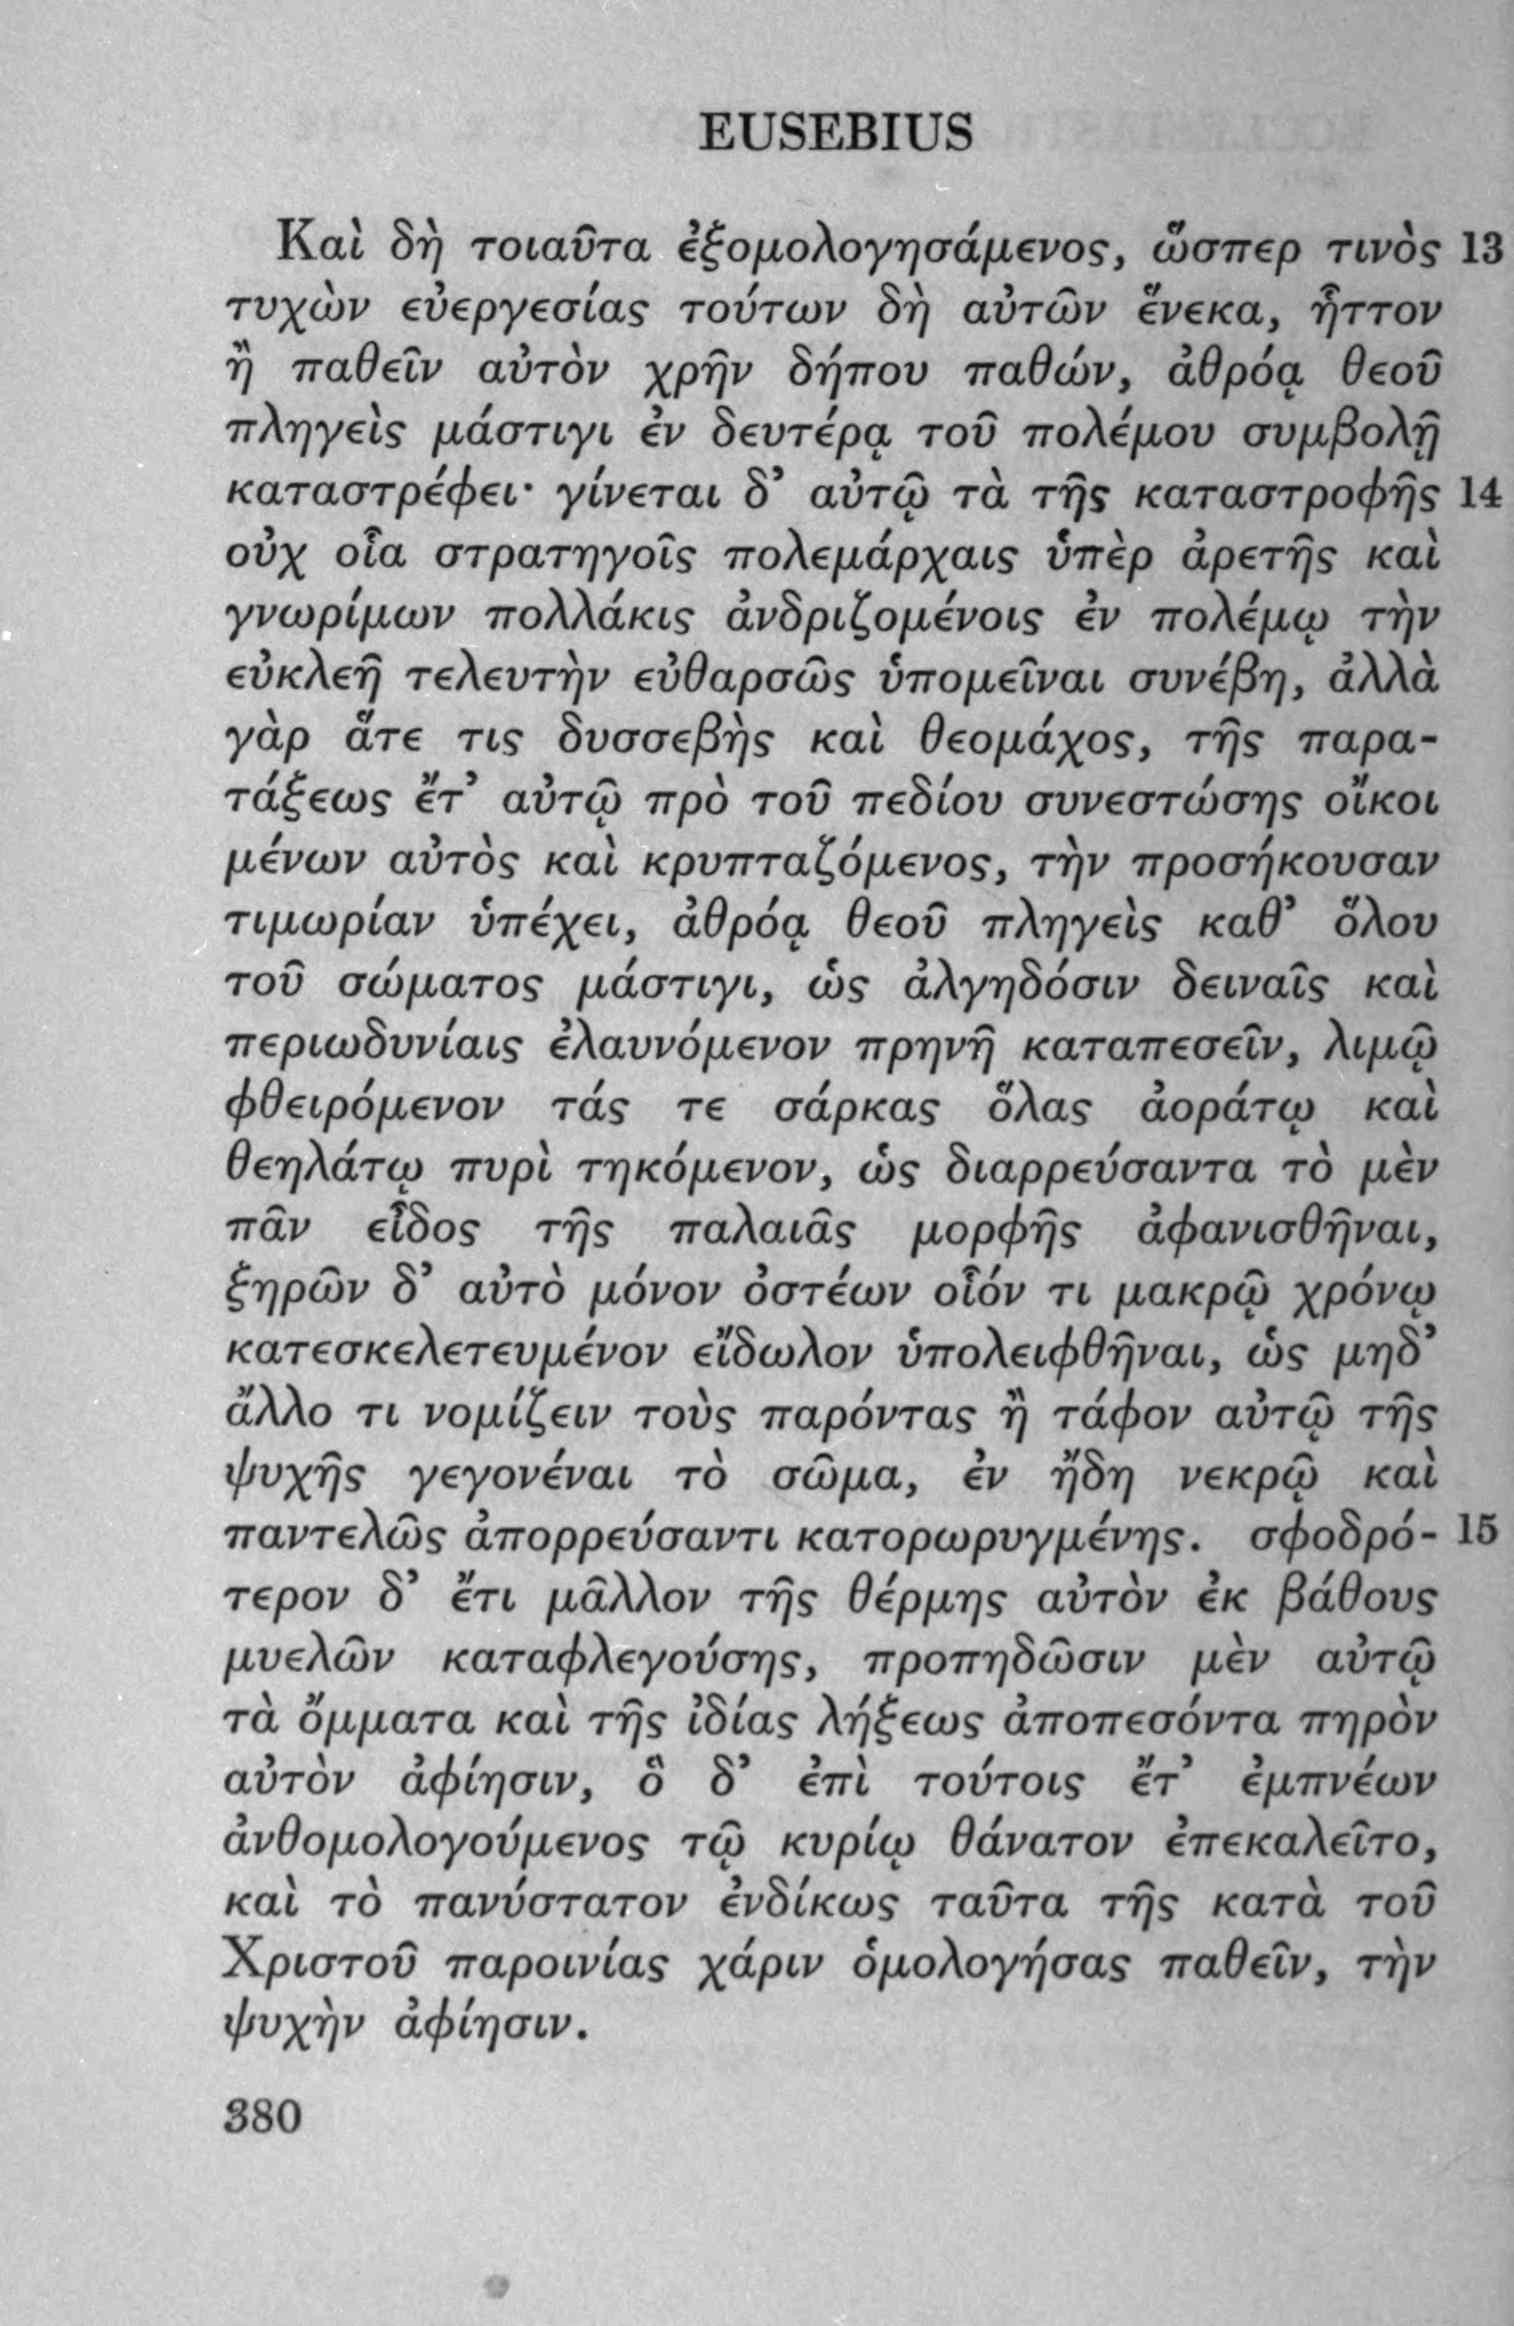 EUSEBIUS
Καὶ δὴ τοιαῦτα ἐξομολογησάμενος, ὥσπερ τινὸς 13
τυχὼν εὐεργεσίας τούτων δὴ αὐτῶν ἕνεκα, ἧττον
ἢ παθεῖν αὐτὸν χρῆν δήπου παθών, ἀθρόᾳ θεοῦ
πληγεὶς μάστιγι ἐν δευτέρᾳ τοῦ πολέμου συμβολῇ
καταστρέφει· γίνεται δ’ αὐτῷ τὰ τῆς καταστροφῆς 14
οὐχ οἷα στρατηγοῖς πολεμάρχαις ὑπὲρ ἀρετῆς καὶ
γνωρίμων πολλάκις ἀνδριζομένοις ἐν πολέμῳ τὴν
εὐκλεῆ τελευτὴν εὐθαρσῶς ὑπομεῖναι συνέβη, ἀλλὰ
γὰρ ἅτε τις δυσσεβὴς καὶ θεομάχος, τῆς παρα-
τάξεως ἔτ’ αὐτῷ πρὸ τοῦ πεδίου συνεστώσης οἴκοι
μένων αὐτὸς καὶ κρυπταζόμενος, τὴν προσήκουσαν
τιμωρίαν ὑπέχει, ἀθρόᾳ θεοῦ πληγεὶς καθ’ ὅλου
τοῦ σώματος μάστιγι, ὡς ἀλγηδόσιν δειναῖς καὶ
περιωδυνίαις ἐλαυνόμενον πρηνῆ καταπεσεῖν, λιμῷ
φθειρόμενον τάς τε σάρκας ὅλας ἀοράτῳ καὶ
θεηλάτῳ πυρὶ τηκόμενον, ὡς διαρρεύσαντα τὸ μὲν
πᾶν εἶδος τῆς παλαιᾶς μορφῆς ἀφανισθῆναι,
ξηρῶν δ’ αὐτὸ μόνον ὀστέων οἷόν τι μακρῷ χρόνῳ
κατεσκελετευμένον εἴδωλον ὑπολειφθῆναι, ὡς μηδ’
ἄλλο τι νομίζειν τοὺς παρόντας ἢ τάφον αὐτῷ τῆς
ψυχῆς γεγονέναι τὸ σῶμα, ἐν ἤδη νεκρῷ καὶ
παντελῶς ἀπορρεύσαντι κατορωρυγμένης. σφοδρό- 15
τερον δ’ ἔτι μᾶλλον τῆς θέρμης αὐτὸν ἐκ βάθους
μυελῶν καταφλεγούσης, προπηδῶσιν μὲν αὐτῷ
τὰ ὄμματα καὶ τῆς ἰδίας λήξεως ἀποπεσόντα πηρὸν
αὐτὸν ἀφίησιν, ὃ δ’ ἐπὶ τούτοις ἔτ’ ἐμπνέων
ἀνθομολογούμενος τῷ κυρίῳ θάνατον ἐπεκαλεῖτο,
καὶ τὸ πανύστατον ἐνδίκως ταῦτα τῆς κατὰ τοῦ
Χριστοῦ παροινίας χάριν ὁμολογήσας παθεῖν, τὴν
ψυχὴν ἀφίησιν.
380